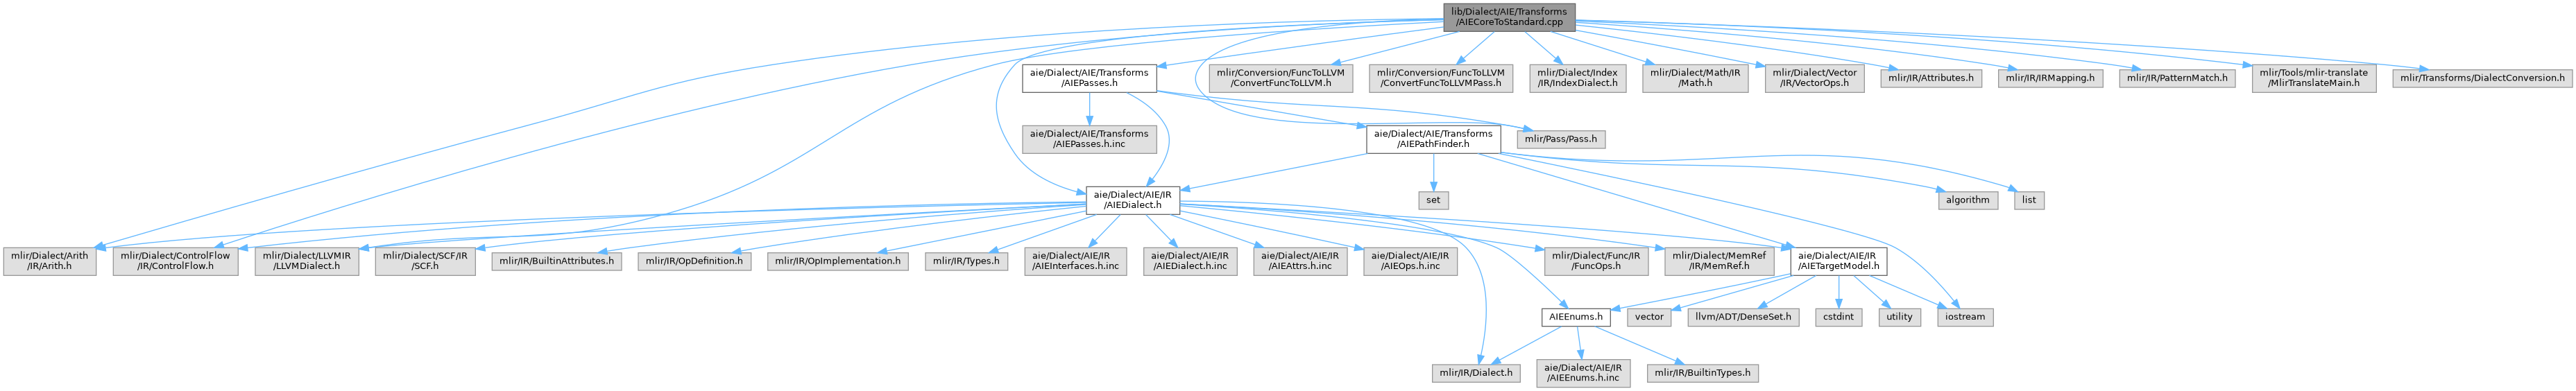 lib/Dialect/AIE/Transforms
/AIECoreToStandard.cpp
aie/Dialect/AIE/Transforms
/AIEPasses.h
mlir/Conversion/FuncToLLVM
/ConvertFuncToLLVM.h
mlir/Conversion/FuncToLLVM
/ConvertFuncToLLVMPass.h
mlir/Dialect/Index
/IR/IndexDialect.h
mlir/Dialect/Math/IR
/Math.h
mlir/Dialect/Vector
/IR/VectorOps.h
mlir/IR/Attributes.h
mlir/IR/IRMapping.h
mlir/IR/PatternMatch.h
mlir/Tools/mlir-translate
/MlirTranslateMain.h
mlir/Transforms/DialectConversion.h
aie/Dialect/AIE/Transforms
/AIEPasses.h.inc
aie/Dialect/AIE/Transforms
/AIEPathFinder.h
mlir/Pass/Pass.h
aie/Dialect/AIE/IR
/AIEDialect.h
set
algorithm
list
mlir/Dialect/Arith
/IR/Arith.h
mlir/Dialect/ControlFlow
/IR/ControlFlow.h
mlir/Dialect/LLVMIR
/LLVMDialect.h
mlir/Dialect/SCF/IR
/SCF.h
mlir/IR/BuiltinAttributes.h
mlir/IR/OpDefinition.h
mlir/IR/OpImplementation.h
mlir/IR/Types.h
aie/Dialect/AIE/IR
/AIEInterfaces.h.inc
aie/Dialect/AIE/IR
/AIEDialect.h.inc
aie/Dialect/AIE/IR
/AIEAttrs.h.inc
aie/Dialect/AIE/IR
/AIEOps.h.inc
mlir/Dialect/Func/IR
/FuncOps.h
mlir/Dialect/MemRef
/IR/MemRef.h
aie/Dialect/AIE/IR
/AIETargetModel.h
AIEEnums.h
vector
llvm/ADT/DenseSet.h
cstdint
utility
iostream
mlir/IR/Dialect.h
aie/Dialect/AIE/IR
/AIEEnums.h.inc
mlir/IR/BuiltinTypes.h